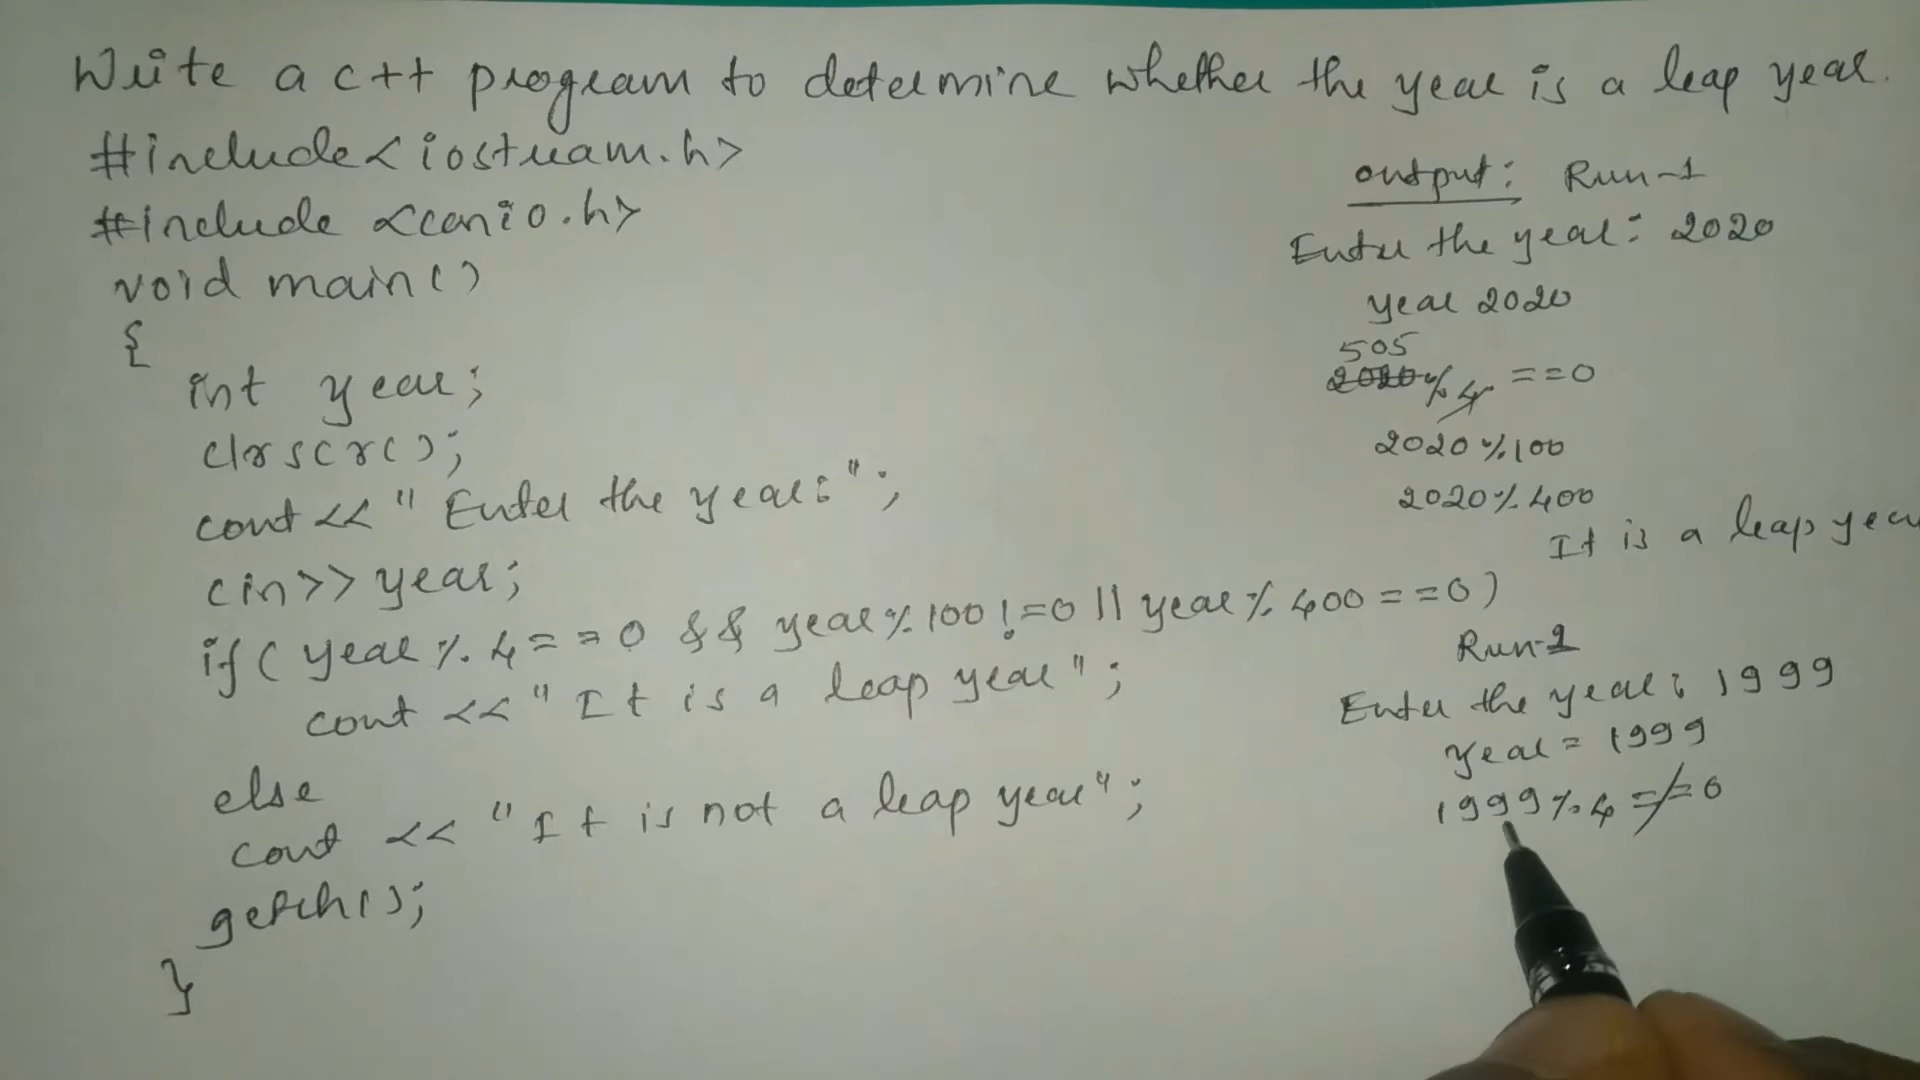 Write a c++ program to determine whether the year is a leap year.
#include<iostream.h>
#include <conio.h>
void main()
{
int year;
clrscr();
cout<<"Enter the year:";
cin>>year;
if(year%4==0 && year%100!=0||year%400==0)
cout<<"It is a leap year";
else
cout<<"It is not a leap year";
getch();
}
output: Run-1
Enter the year: 2020
year 2020
505
2020%4 ==0
2020%100
2020%400
It is a leap year
Run-2
Enter the year: 1999
year = 1999
1999%4 ==0